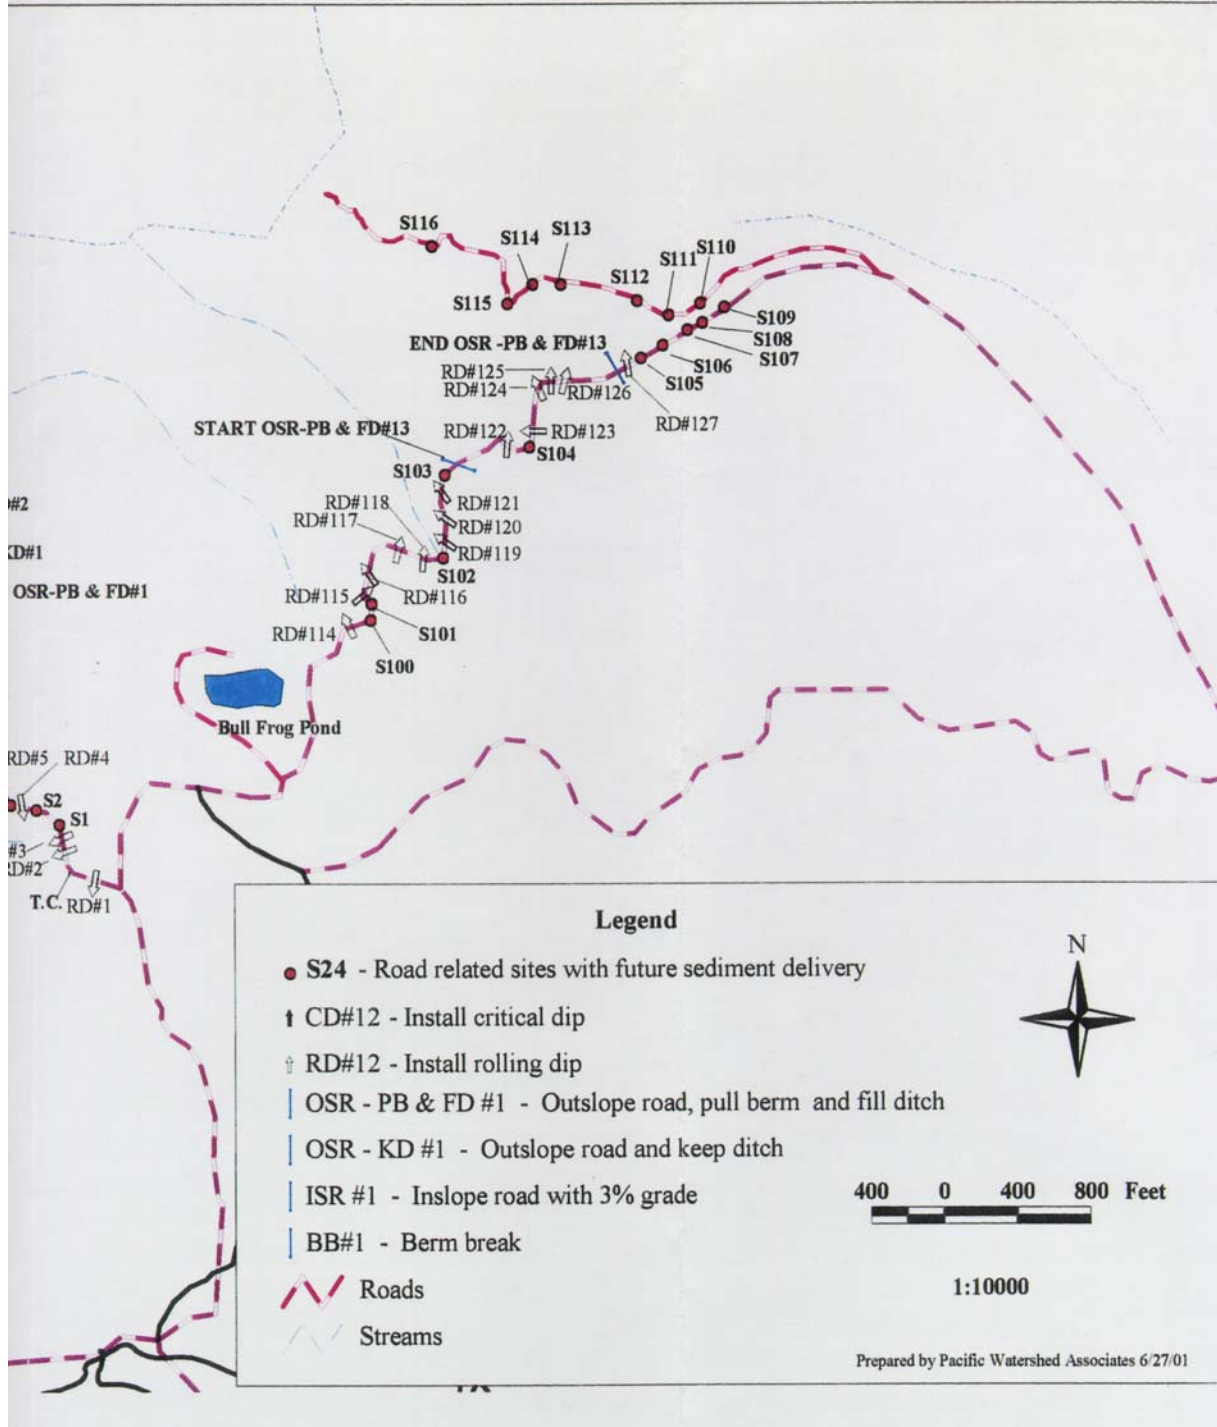 S116
S114
S113
S110
S111
S112
S115
S109
S108
S107
S106
S105
END OSR -PB & FD#13
RD#125
RD#124
RD#126
RD#127
START OSR-PB & FD#13
RD#122
RD#123
S104
S103
RD#118
RD#121
RD#117
RD#120
RD#119
S102
#2
KD#1
OSR-PB & FD#1
RD#115
RD#116
RD#114
S101
S100
Bull Frog Pond
RD#5
RD#4
S2
S1
#3
RD#2
T.C.
RD#1
Legend
N
S24 - Road related sites with future sediment delivery
CD#12 - Install critical dip
RD#12 - Install rolling dip
OSR - PB & FD #1 - Outslope road, pull berm and fill ditch
OSR - KD #1 - Outslope road and keep ditch
ISR #1 - Inslope road with 3% grade
BB#1 - Berm break
Roads
Streams
400 0 400 800 Feet
1:10000
Prepared by Pacific Watershed Associates 6/27/01